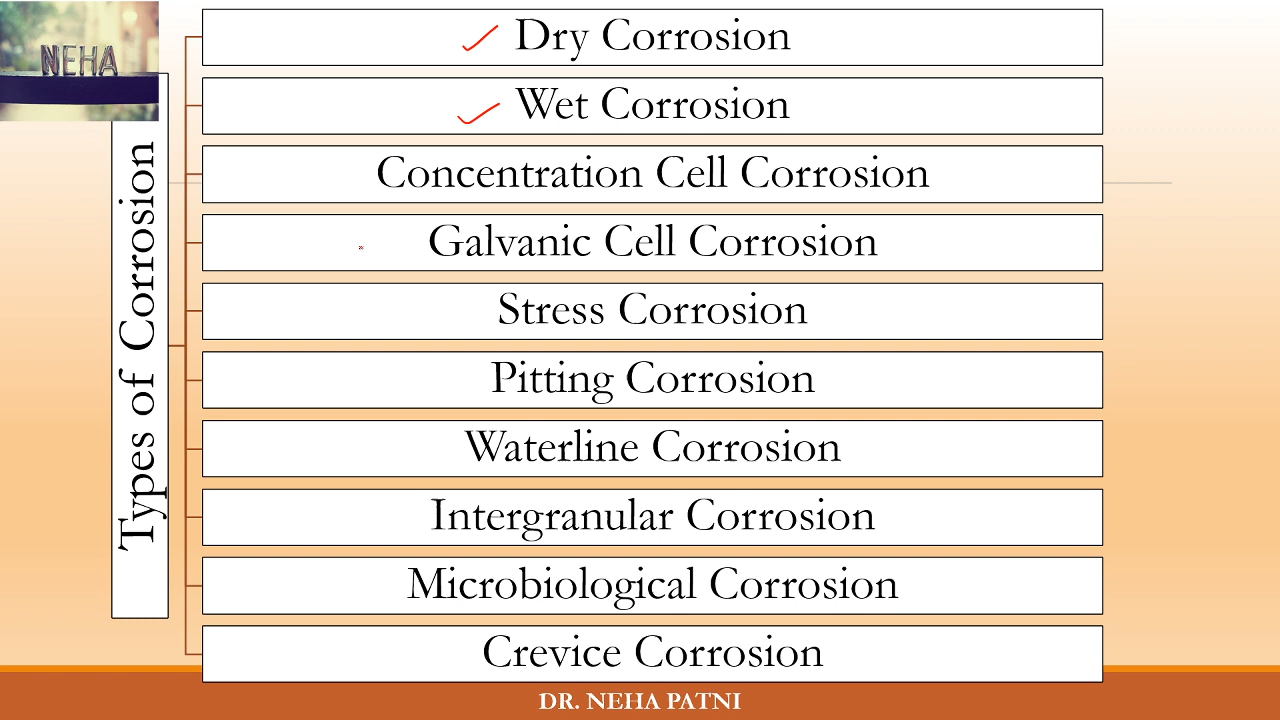 NEHA
Types of Corrosion
Dry Corrosion
Wet Corrosion
Concentration Cell Corrosion
Galvanic Cell Corrosion
Stress Corrosion
Pitting Corrosion
Waterline Corrosion
Intergranular Corrosion
Microbiological Corrosion
Crevice Corrosion
DR. NEHA PATNI